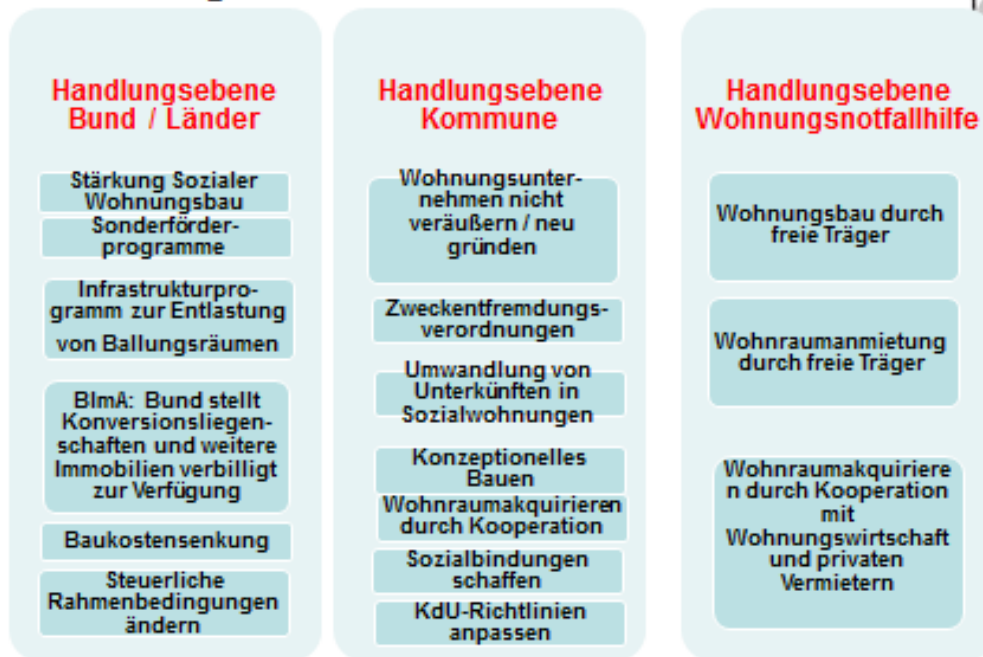 Handlungsebene
Bund / Länder
Stärkung Sozialer
Wohnungsbau
Sonderförder-
programme
Infrastrukturpro-
gramm zur Entlastung
von Ballungsräumen
BImA: Bund stellt
Konversionsliegen-
schaften und weitere
Immobilien verbilligt
zur Verfügung
Baukostensenkung
Steuerliche
Rahmenbedingungen
ändern
Handlungsebene
Kommune
Wohnungsunter-
nehmen nicht
veräußern / neu
gründen
Zweckentfremdungs-
verordnungen
Umwandlung von
Unterkünften in
Sozialwohnungen
Konzeptionelles
Bauen
Wohnraumakquirieren
durch Kooperation
Sozialbindungen
schaffen
KdU-Richtlinien
anpassen
Handlungsebene
Wohnungsnotfallhilfe
Wohnungsbau durch
freie Träger
Wohnraumanmietung
durch freie Träger
Wohnraumakquiriere
n durch Kooperation
mit
Wohnungswirtschaft
und privaten
Vermietern